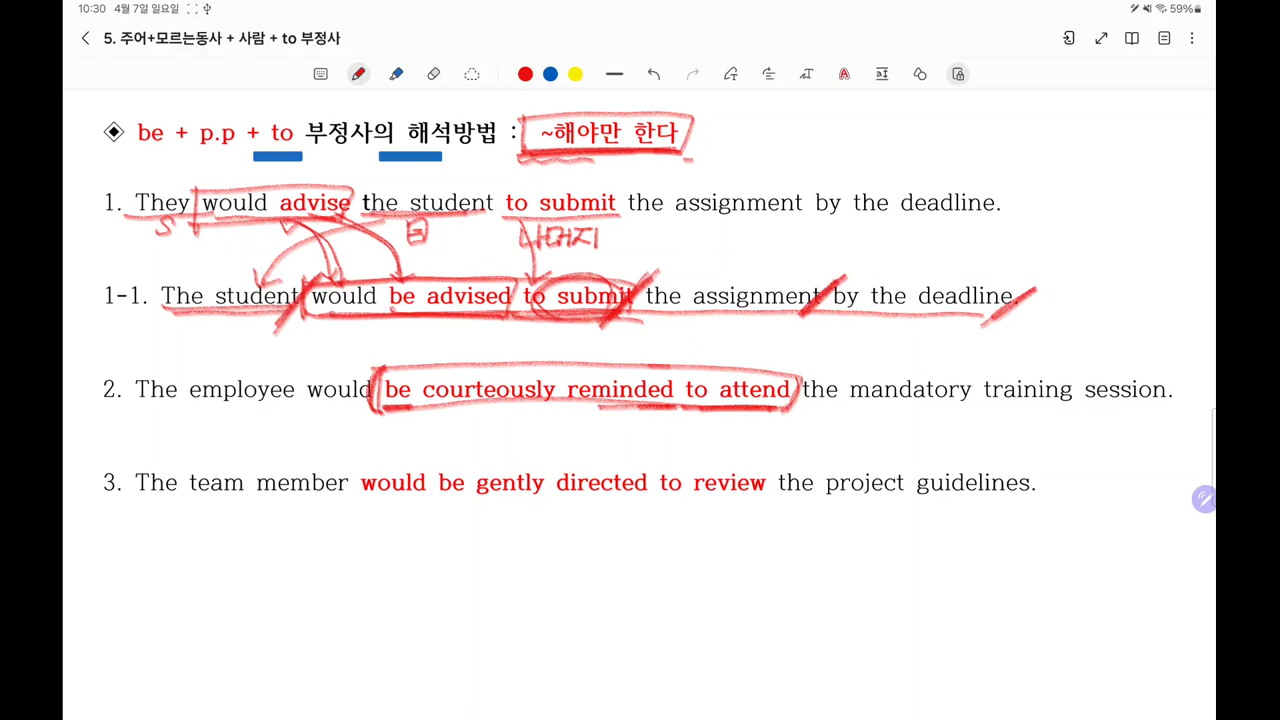 10:30 4월 7일 일요일
59%
5. 주어+모르는동사 + 사람 + to 부정사
◈ be + p.p + to 부정사의 해석방법 : ~해야만 한다
1. They would advise the student to submit the assignment by the deadline.
S 목 나머지
1-1. The student would be advised to submit the assignment by the deadline.
2. The employee would be courteously reminded to attend the mandatory training session.
3. The team member would be gently directed to review the project guidelines.